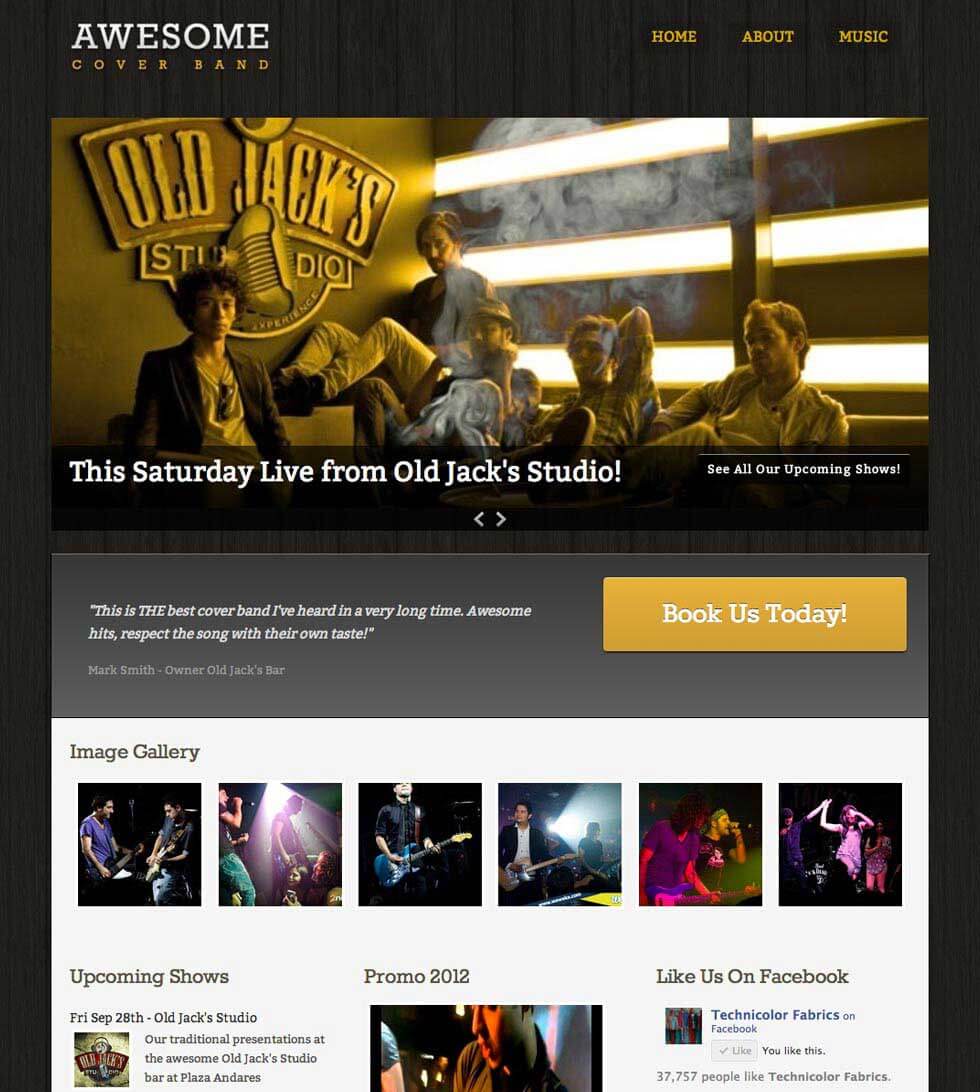 AWESOME
COVER BAND
HOME ABOUT MUSIC
OLD JACK'S
STUDIO
EXPERIENCE
This Saturday Live from Old Jack's Studio!
See All Our Upcoming Shows!
"This is THE best cover band I've heard in a very long time. Awesome
hits, respect the song with their own taste!"
Mark Smith - Owner Old Jack's Bar
Book Us Today!
Image Gallery
Upcoming Shows
Fri Sep 28th - Old Jack's Studio
OLD JACK'S
Our traditional presentations at
the awesome Old Jack's Studio
bar at Plaza Andares
Promo 2012
Like Us On Facebook
Technicolor Fabrics on
Facebook
Like You like this.
37,757 people like Technicolor Fabrics.